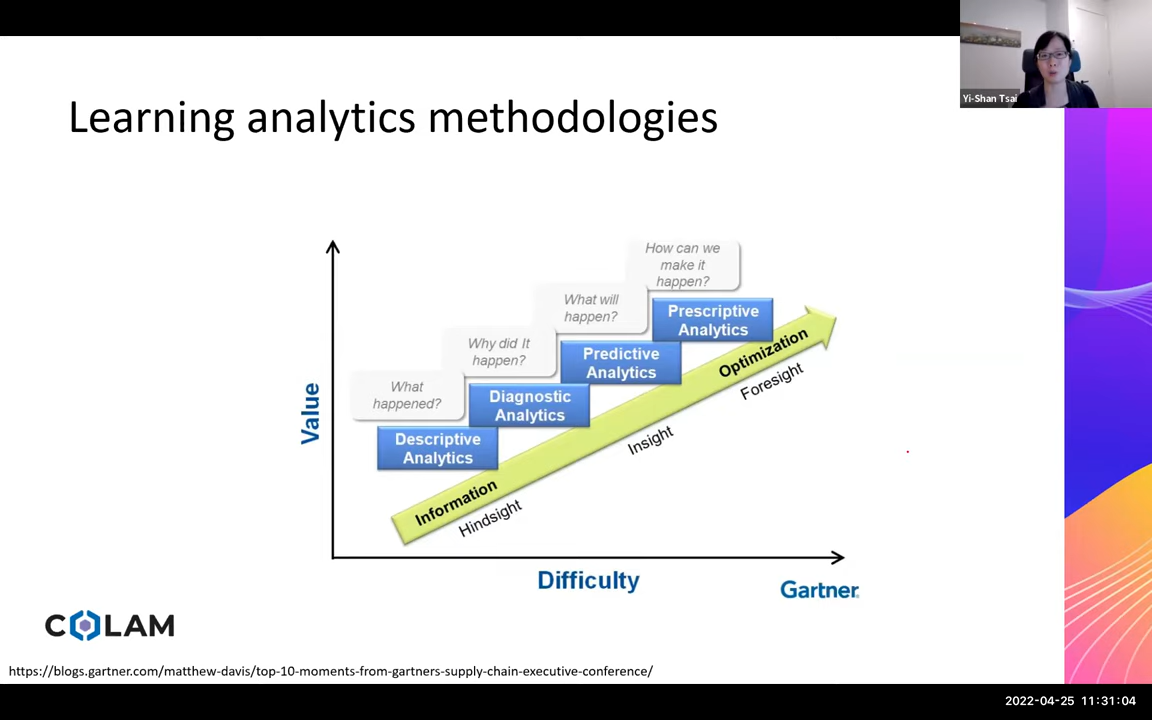 Yi-Shan Tsai
Learning analytics methodologies
How can we
make it
happen?
What will
happen?
Prescriptive
Analytics
Why did It
happen?
Predictive
Analytics
Optimization
Foresight
What
happened?
Diagnostic
Analytics
Insight
Value
Descriptive
Analytics
Information
Hindsight
Difficulty
Gartner
COLAM
https://blogs.gartner.com/matthew-davis/top-10-moments-from-gartners-supply-chain-executive-conference/
2022-04-25 11:31:04